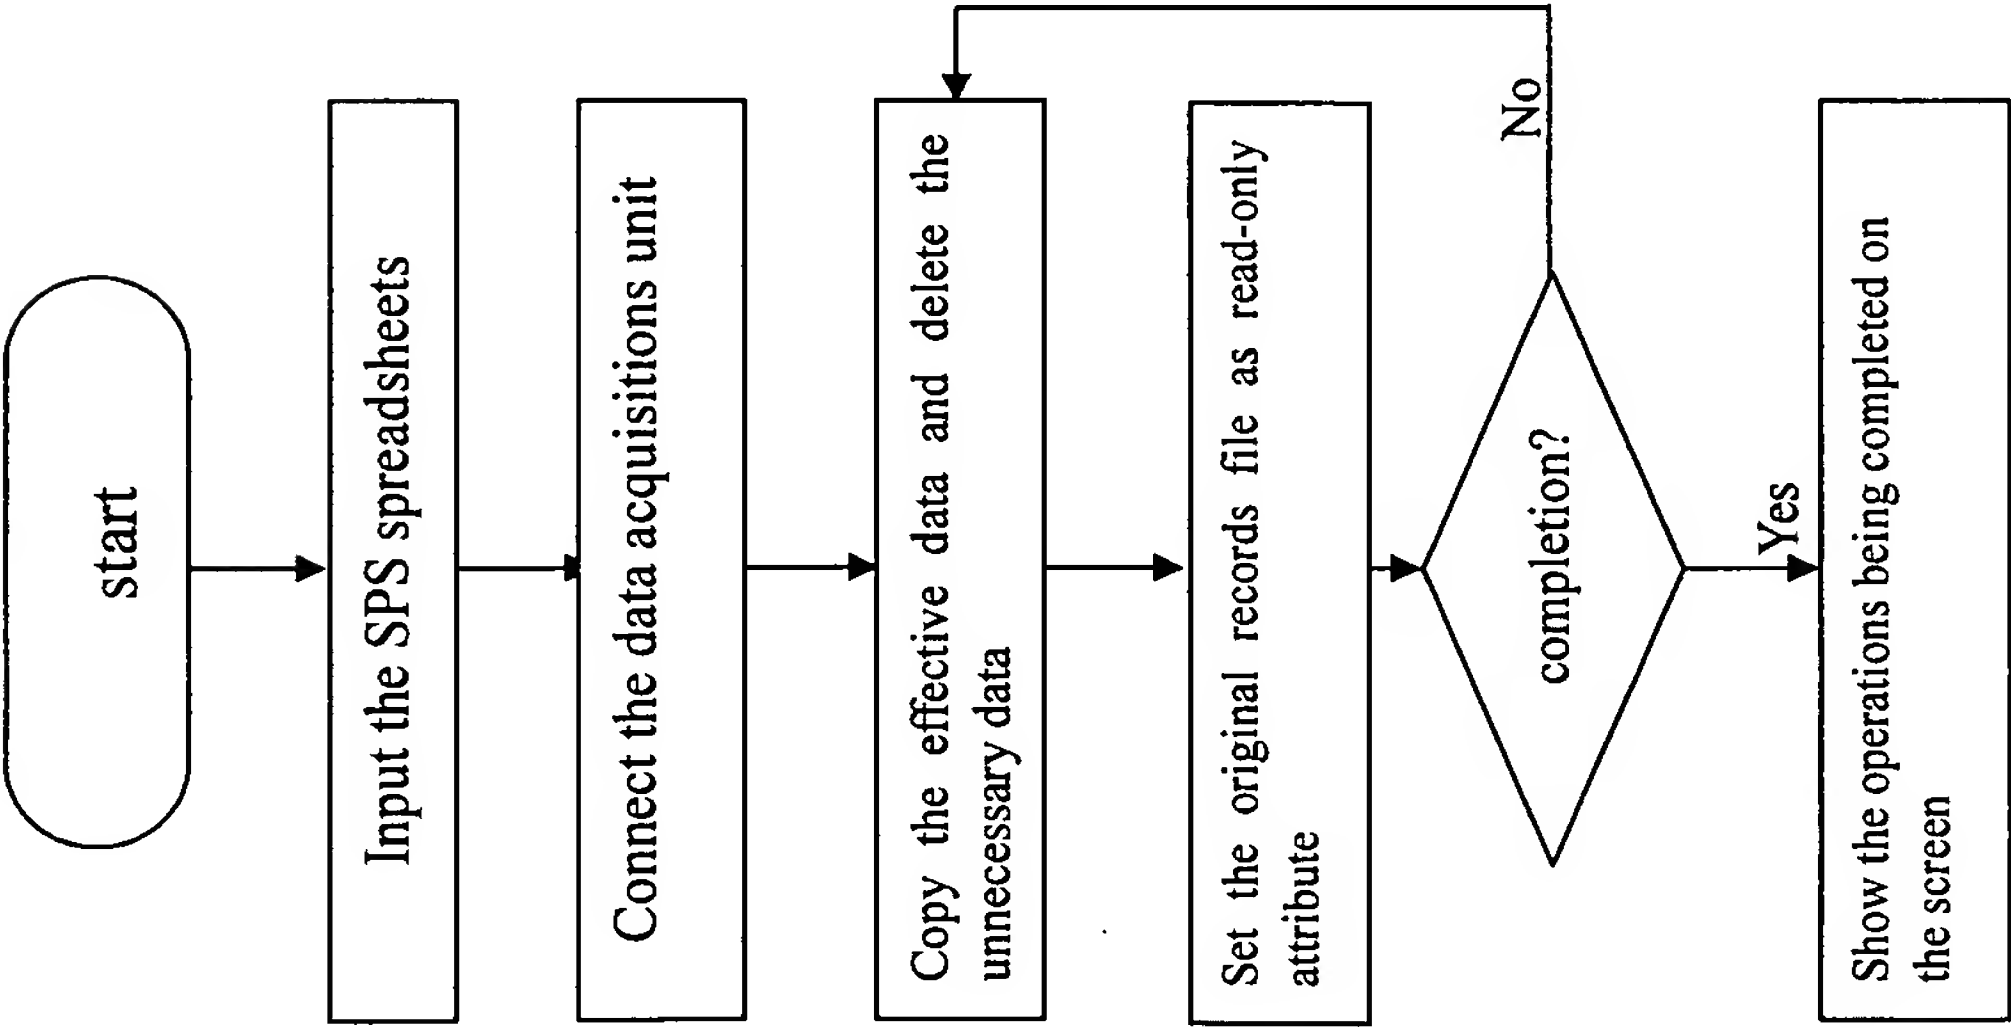 start
Input the SPS spreadsheets
Connect the data acquisitions unit
Copy the effective data and delete the
unnecessary data
Set the original records file as read-only
attribute
completion?
No
Yes
Show the operations being completed on
the screen